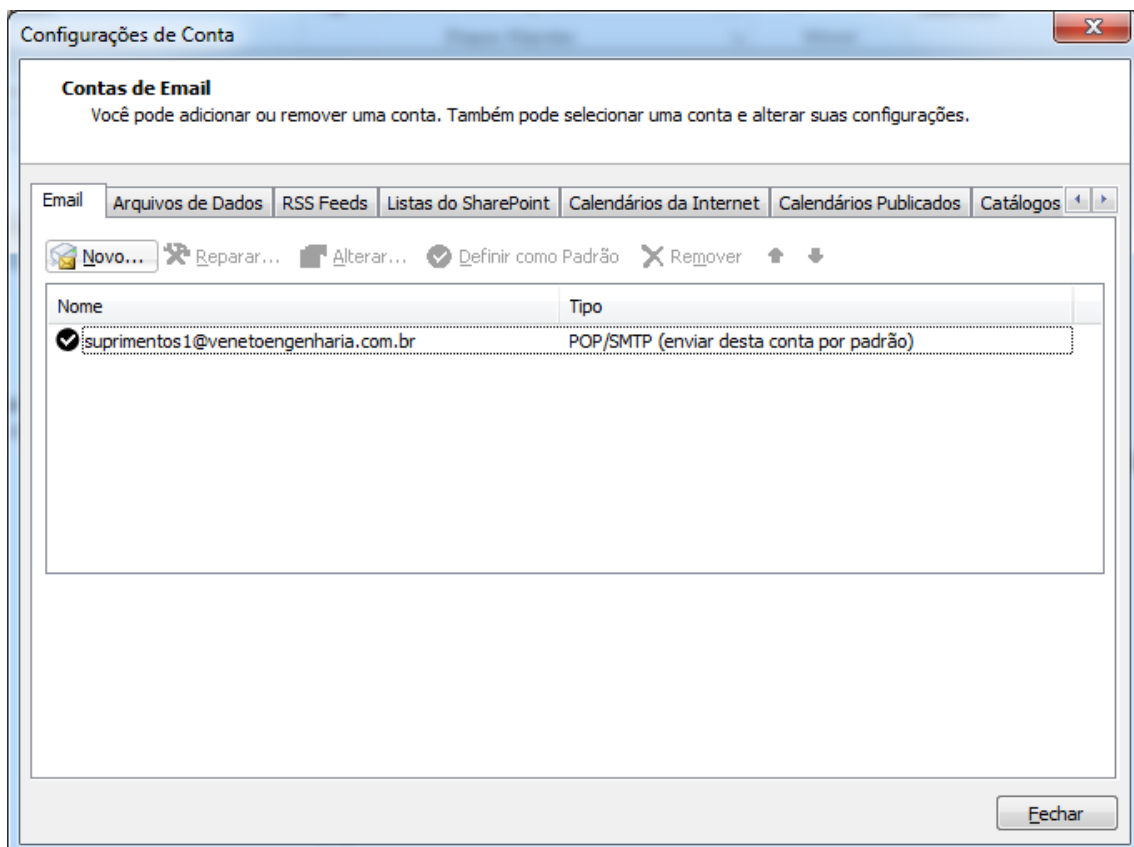 Configurações de Conta
Contas de Email
Você pode adicionar ou remover uma conta. Também pode selecionar uma conta e alterar suas configurações.
Email Arquivos de Dados RSS Feeds Listas do SharePoint Calendários da Internet Calendários Publicados Catálogos
Novo... Reparar... Alterar... Definir como Padrão Remover
Nome Tipo
suprimentos1@venetoengenharia.com.br POP/SMTP (enviar desta conta por padrão)
Fechar